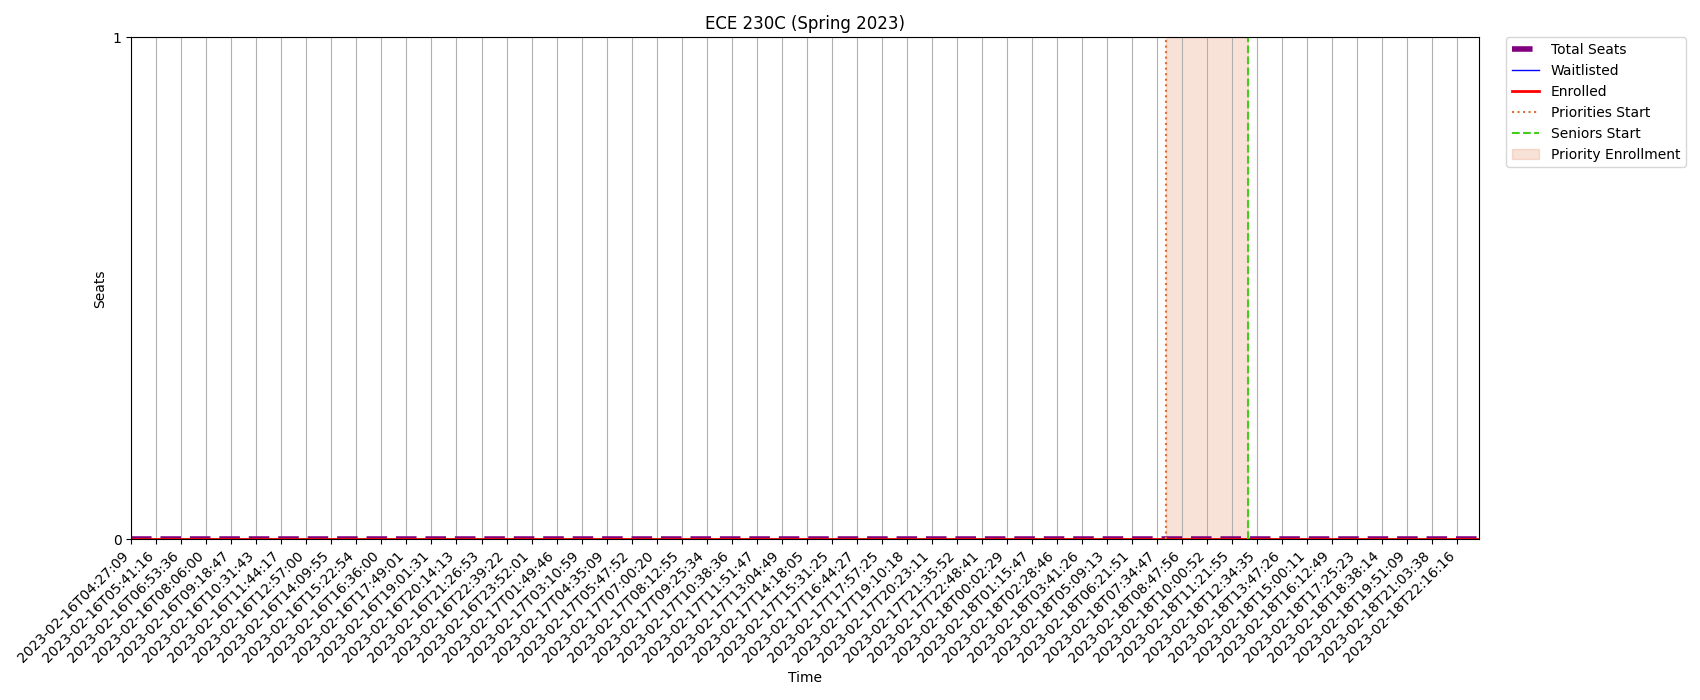 ECE 230C (Spring 2023)
1
0
Seats
Total Seats
Waitlisted
Enrolled
Priorities Start
Seniors Start
Priority Enrollment
2023-02-16T04:27:09
2023-02-16T05:41:16
2023-02-16T06:53:36
2023-02-16T08:06:00
2023-02-16T09:18:47
2023-02-16T10:31:43
2023-02-16T11:44:17
2023-02-16T12:57:00
2023-02-16T14:09:55
2023-02-16T15:22:54
2023-02-16T16:36:00
2023-02-16T17:49:01
2023-02-16T19:01:31
2023-02-16T20:14:13
2023-02-16T21:26:53
2023-02-16T22:39:22
2023-02-16T23:52:01
2023-02-17T01:49:46
2023-02-17T03:10:59
2023-02-17T04:35:09
2023-02-17T05:47:52
2023-02-17T07:00:20
2023-02-17T08:12:55
2023-02-17T09:25:34
2023-02-17T10:38:36
2023-02-17T11:51:47
2023-02-17T13:04:49
2023-02-17T14:18:05
2023-02-17T15:31:25
2023-02-17T16:44:27
2023-02-17T17:57:25
2023-02-17T19:10:18
2023-02-17T20:23:11
2023-02-17T21:35:52
2023-02-17T22:48:41
2023-02-18T00:02:29
2023-02-18T01:15:47
2023-02-18T02:28:46
2023-02-18T03:41:26
2023-02-18T05:09:13
2023-02-18T06:21:51
2023-02-18T07:34:47
2023-02-18T08:47:56
2023-02-18T10:00:52
2023-02-18T11:21:55
2023-02-18T12:34:35
2023-02-18T13:47:26
2023-02-18T15:00:11
2023-02-18T16:12:49
2023-02-18T17:25:23
2023-02-18T18:38:14
2023-02-18T19:51:09
2023-02-18T21:03:38
2023-02-18T22:16:16
Time